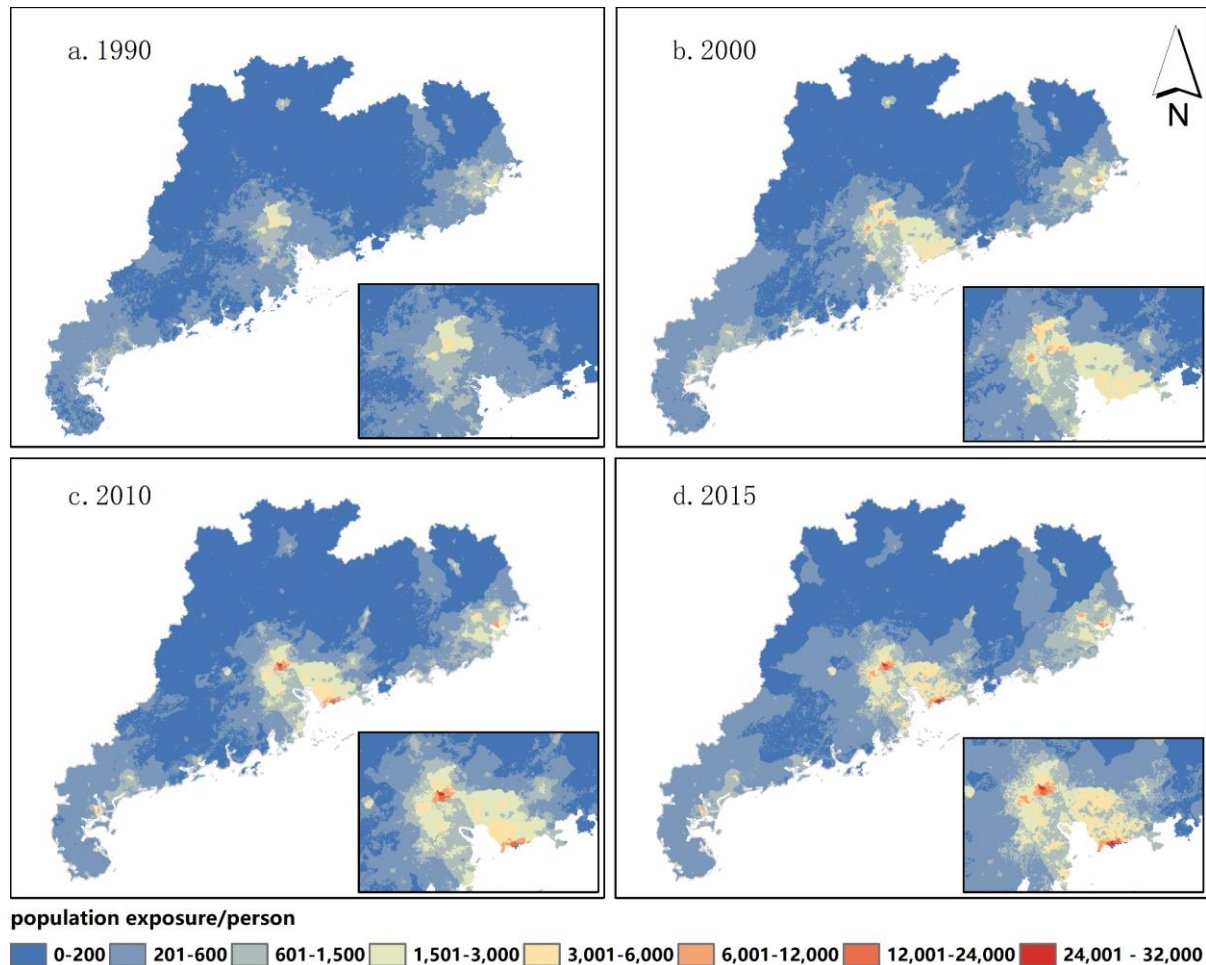 a. 1990
b. 2000
N
c. 2010
d. 2015
population exposure/person
0-200 201-600 601-1,500 1,501-3,000 3,001-6,000 6,001-12,000 12,001-24,000 24,001 - 32,000